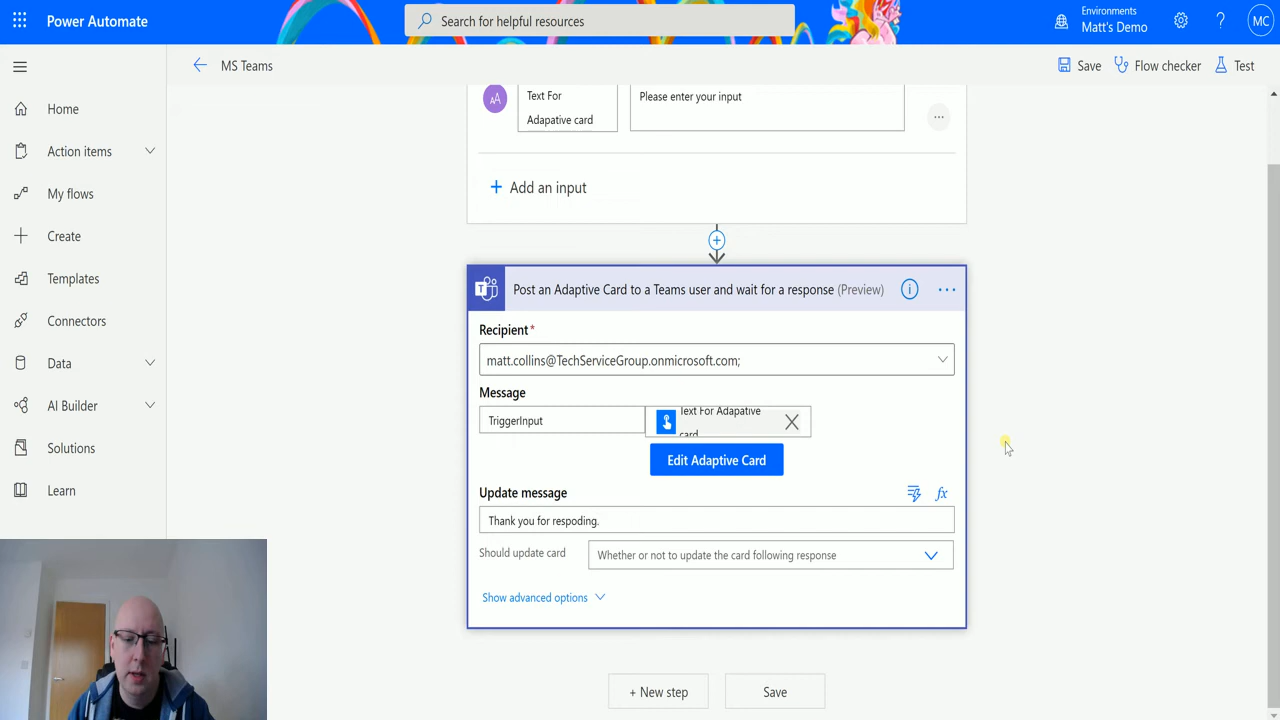 Power Automate
Search for helpful resources
Environments
Matt's Demo
MC
MS Teams
Save
Flow checker
Test
Home
Action items
My flows
Create
Templates
Connectors
Data
AI Builder
Solutions
Learn
AA
Text For
Adapative card
Please enter your input
Add an input
Post an Adaptive Card to a Teams user and wait for a response (Preview)
Recipient*
matt.collins@TechServiceGroup.onmicrosoft.com;
Message
TriggerInput
Text For Adapative
card
Edit Adaptive Card
Update message
fx
Thank you for respoding.
Should update card
Whether or not to update the card following response
Show advanced options
+ New step
Save